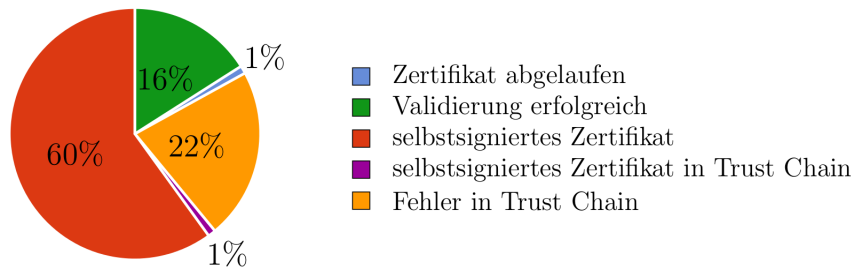 1%
16%
22%
60%
1%
Zertifikat abgelaufen
Validierung erfolgreich
selbstsigniertes Zertifikat
selbstsigniertes Zertifikat in Trust Chain
Fehler in Trust Chain